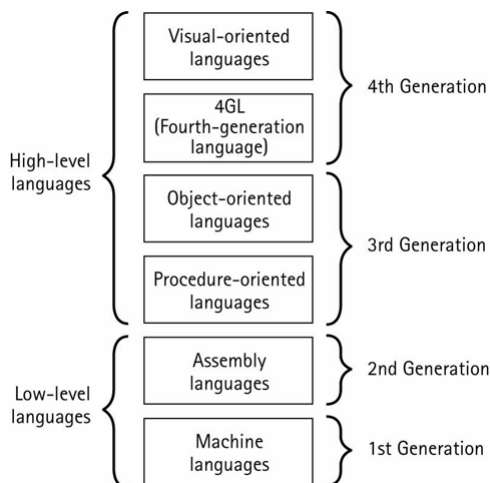 Visual-oriented
languages
4GL
(Fourth-generation
language)
4th Generation
High-level
languages
Object-oriented
languages
Procedure-oriented
languages
3rd Generation
Assembly
languages
2nd Generation
Low-level
languages
Machine
languages
1st Generation